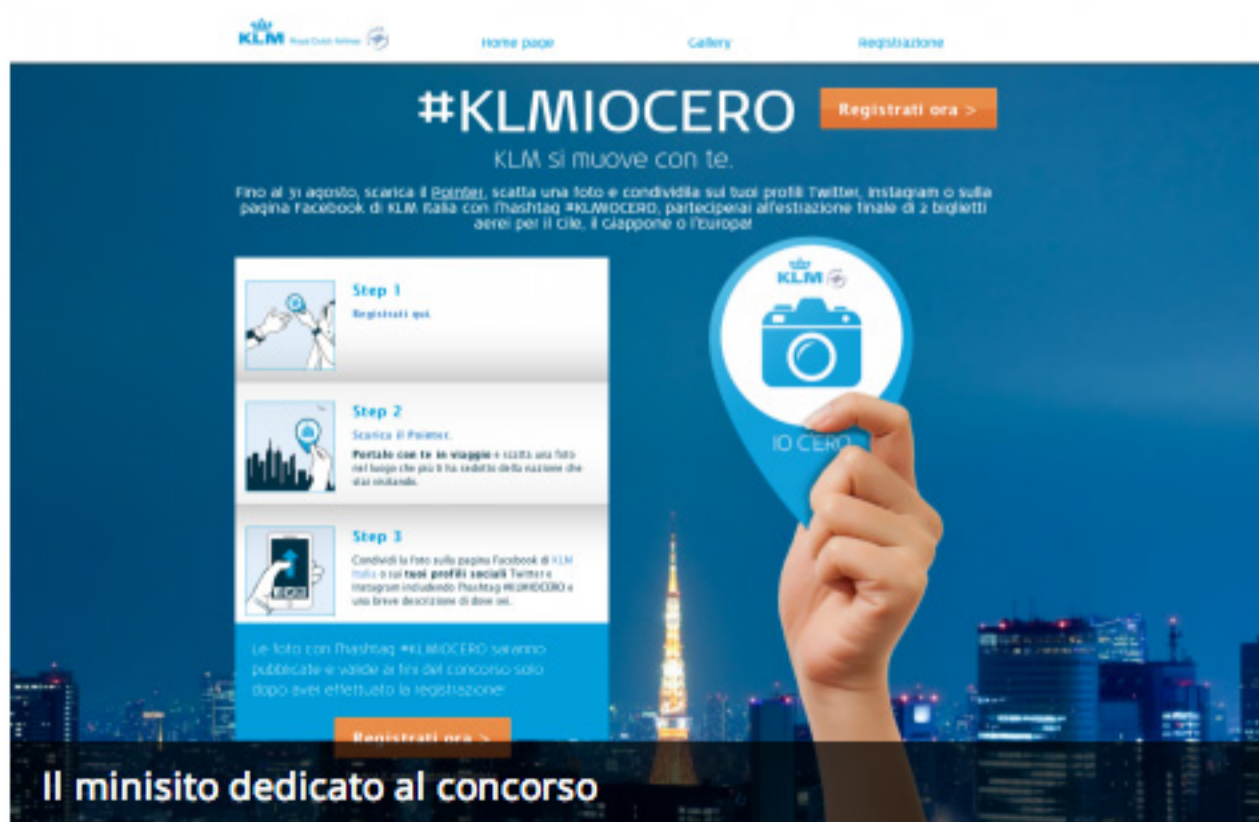 KLM Royal Dutch Airlines
Home page
Gallery
Registrazione
#KLMIOCERO
Registrati ora >
KLM si muove con te.
Fino al 31 agosto, scarica il Pointer, scatta una foto e condividila sui tuoi profili Twitter, Instagram o sulla
pagina Facebook di KLM Italia con l'hashtag #KLMIOCERO, parteciperai all'estrazione finale di 2 biglietti
aerei per il Cile, il Giappone o l'Europa!
KLM
IO CERO
Step 1
Registrati qui.
Step 2
Scarica il Pointer.
Portalo con te in viaggio e scatta una foto
nel luogo che più ti ha sedotto della nazione che
stai visitando.
Step 3
Condividi la foto sulla pagina Facebook di KLM
Italia o sui tuoi profili sociali Twitter e
Instagram includendo l'hashtag #KLMIOCERO e
una breve descrizione di dove sei.
Le foto con l'hashtag #KLMIOCERO saranno
pubblicate e valide ai fini del concorso solo
dopo aver effettuato la registrazione!
Registrati ora >
Il minisito dedicato al concorso